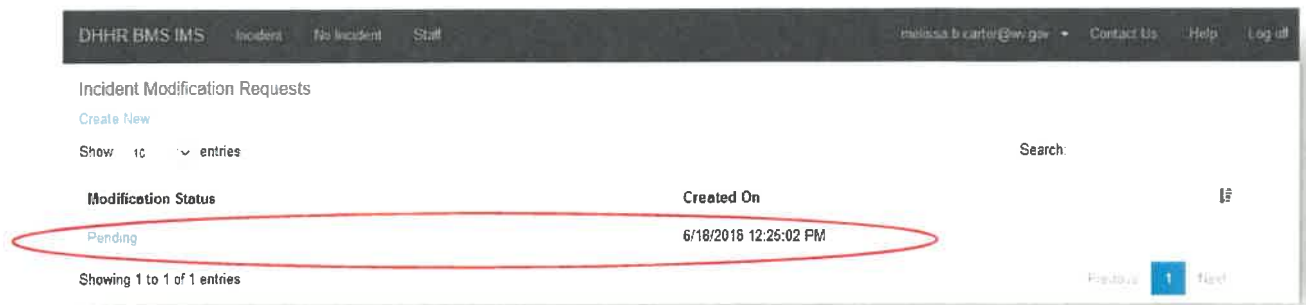 DHHR BMS IMS Incident No Incident Staff melissa.b.carter@wv.gov Contact Us Help Log off
Incident Modification Requests
Create New
Show 10 entries Search:
Modification Status Created On
Pending 6/18/2018 12:25:02 PM
Showing 1 to 1 of 1 entries Previous 1 Next